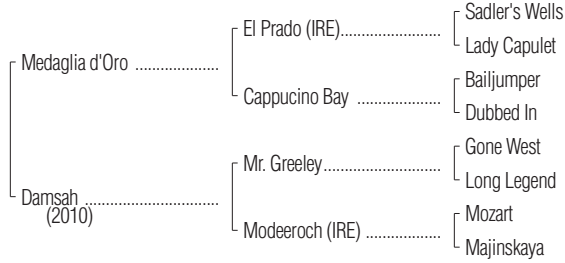 Sadler's Wells
El Prado (IRE)......................
Lady Capulet
Medaglia d'Oro ...................
Bailjumper
Cappucino Bay ...................
Dubbed In
Gone West
Mr. Greeley..........................
Long Legend
Damsah ..............................
(2010)
Mozart
Modeeroch (IRE) .................
Majinskaya